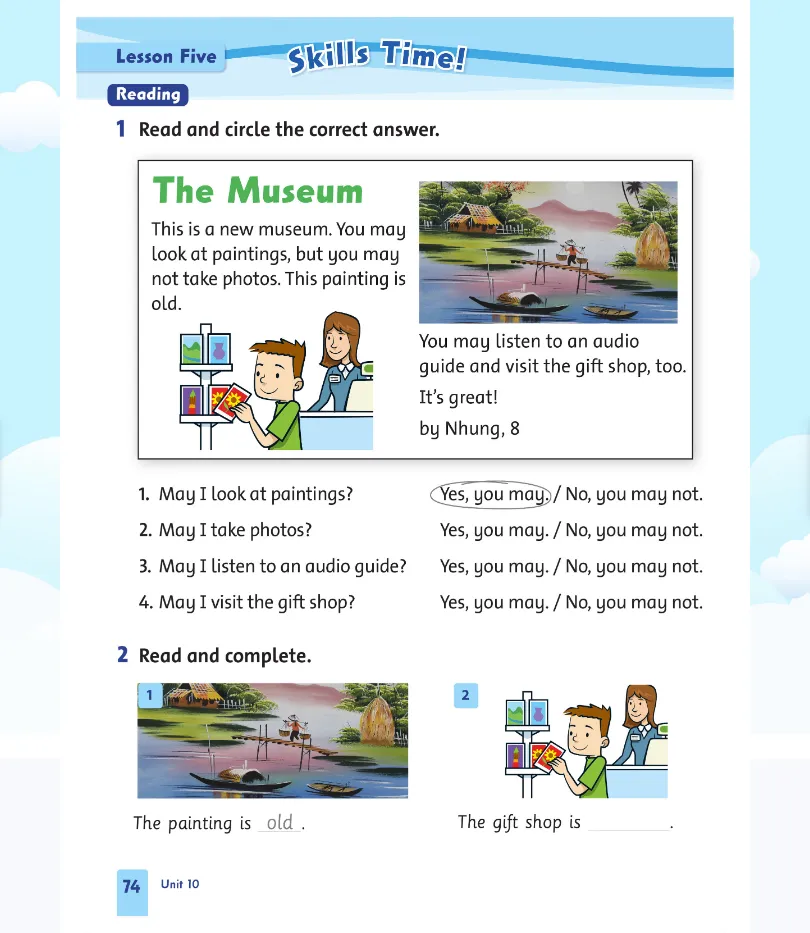 Lesson Five
Skills Time!
Reading
1 Read and circle the correct answer.
The Museum
This is a new museum. You may
look at paintings, but you may
not take photos. This painting is
old.
You may listen to an audio
guide and visit the gift shop, too.
It's great!
by Nhung, 8
1. May I look at paintings? Yes, you may. / No, you may not.
2. May I take photos? Yes, you may. / No, you may not.
3. May I listen to an audio guide? Yes, you may. / No, you may not.
4. May I visit the gift shop? Yes, you may. / No, you may not.
2 Read and complete.
1
2
The painting is old.
The gift shop is ________.
74 Unit 10